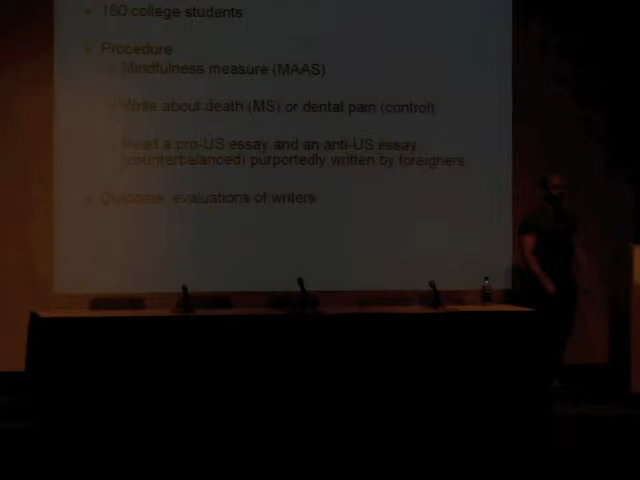 180 college students
Procedure
Mindfulness measure (MAAS)
Write about death (MS) or dental pain (control)
Read a pro-US essay and an anti-US essay
(counterbalanced) purportedly written by foreigners
Outcome: evaluations of writers